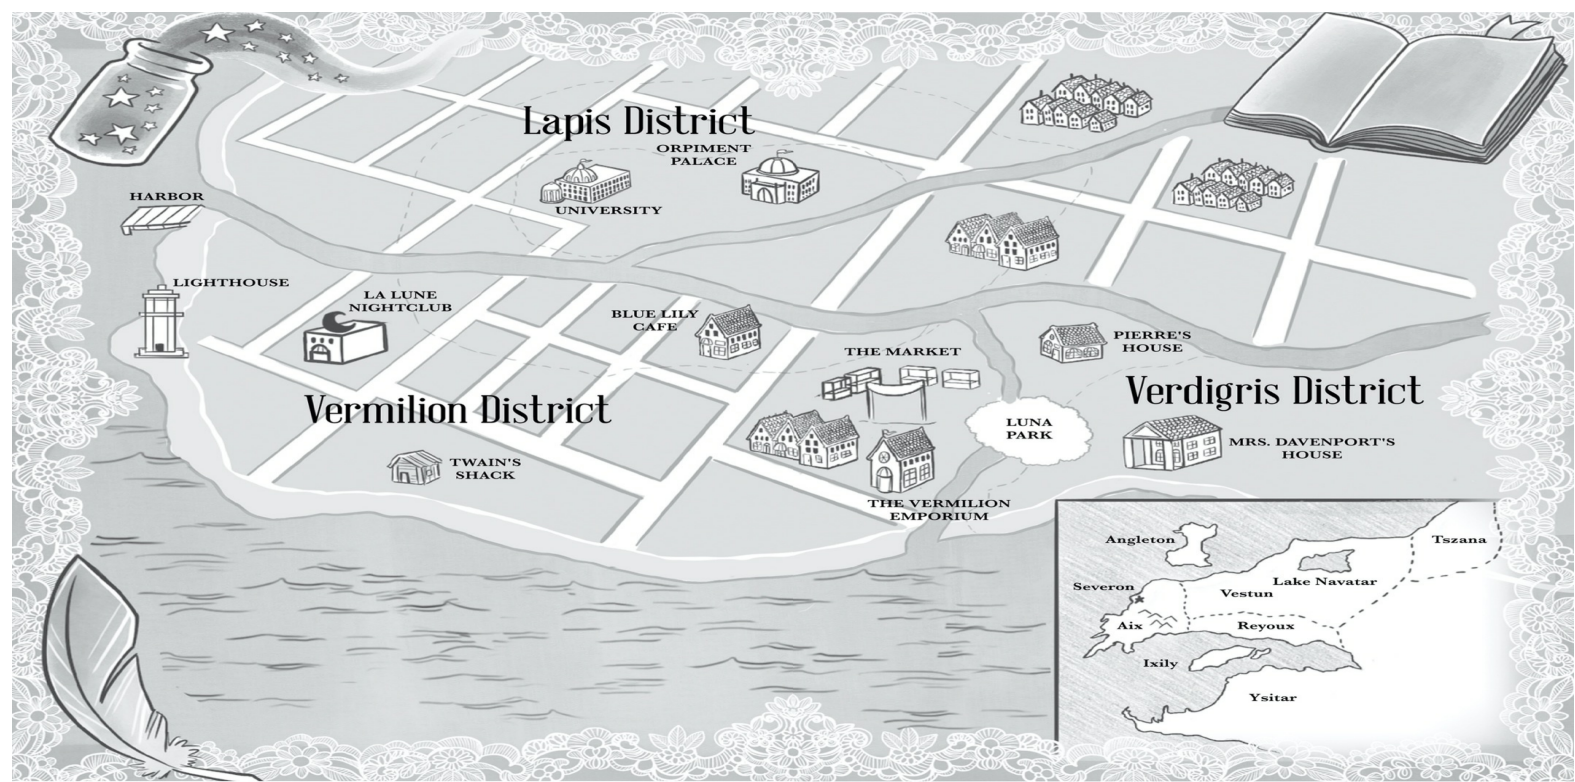 Lapis District
ORPIMENT
PALACE
UNIVERSITY
HARBOR
LIGHTHOUSE
LA LUNE
NIGHTCLUB
BLUE LILY
CAFE
THE MARKET
PIERRE'S
HOUSE
Vermilion District
Verdigris District
LUNA
PARK
MRS. DAVENPORT'S
HOUSE
TWAIN'S
SHACK
THE VERMILION
EMPORIUM
Angleton
Tszana
Severon
Lake Navatar
Vestun
Aix
Reyoux
Ixily
Ysitar